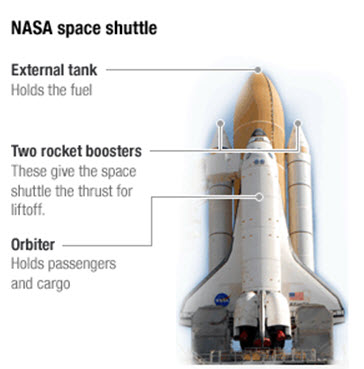 NASA space shuttle
External tank
Holds the fuel
Two rocket boosters
These give the space
shuttle the thrust for
liftoff.
Orbiter
Holds passengers
and cargo
NASA